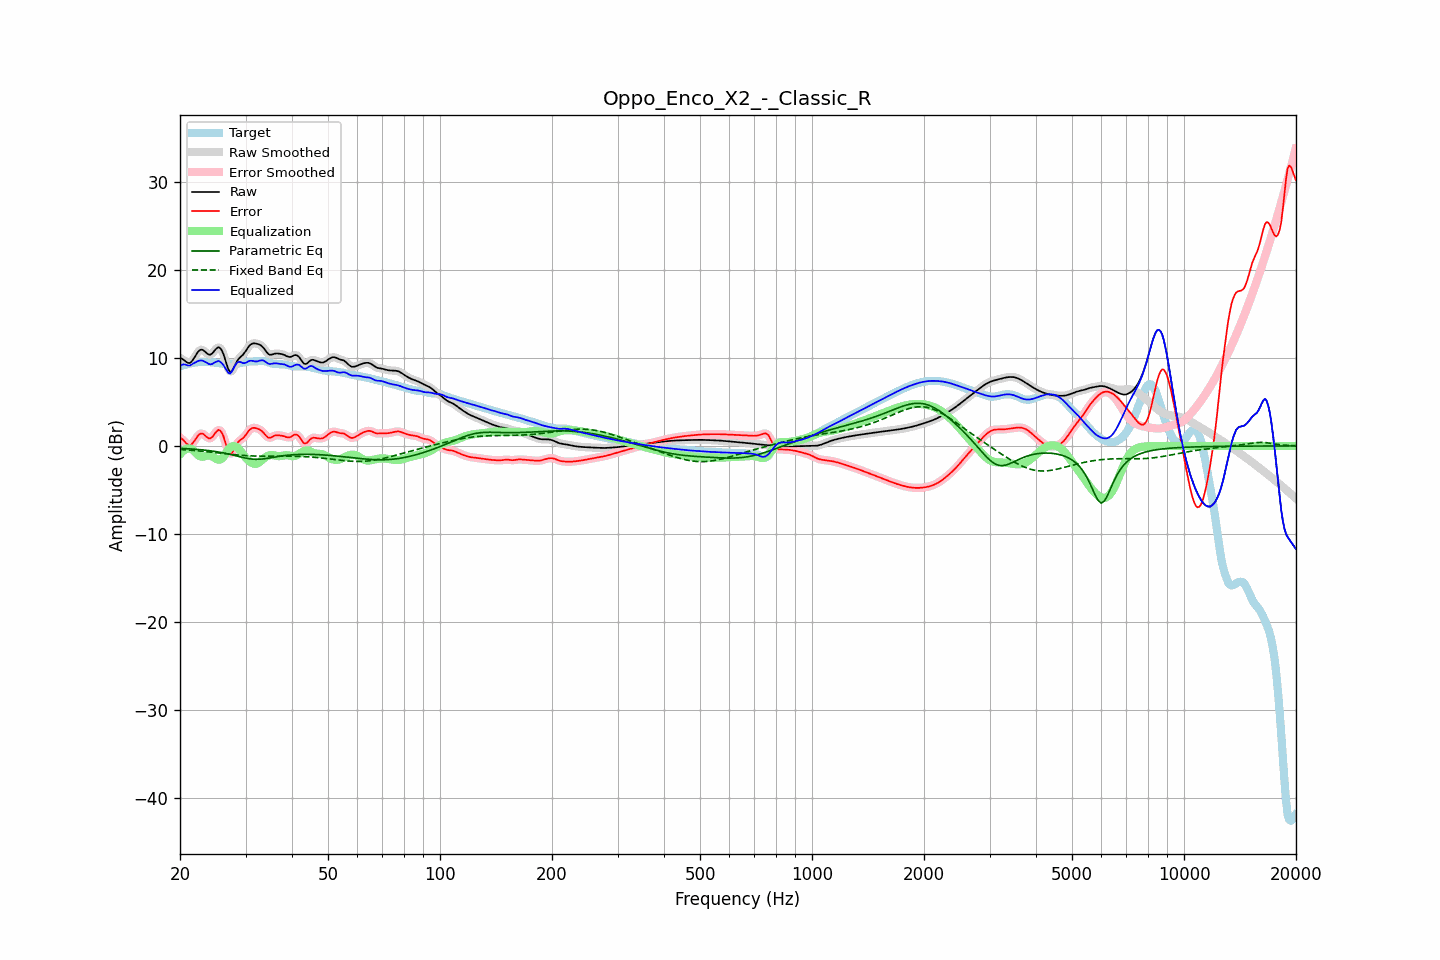 Oppo_Enco_X2_-_Classic_R
Target
Raw Smoothed
Error Smoothed
Raw
Error
Equalization
Parametric Eq
Fixed Band Eq
Equalized
30
20
10
0
−10
−20
−30
−40
Amplitude (dBr)
20 50 100 200 500 1000 2000 5000 10000 20000
Frequency (Hz)